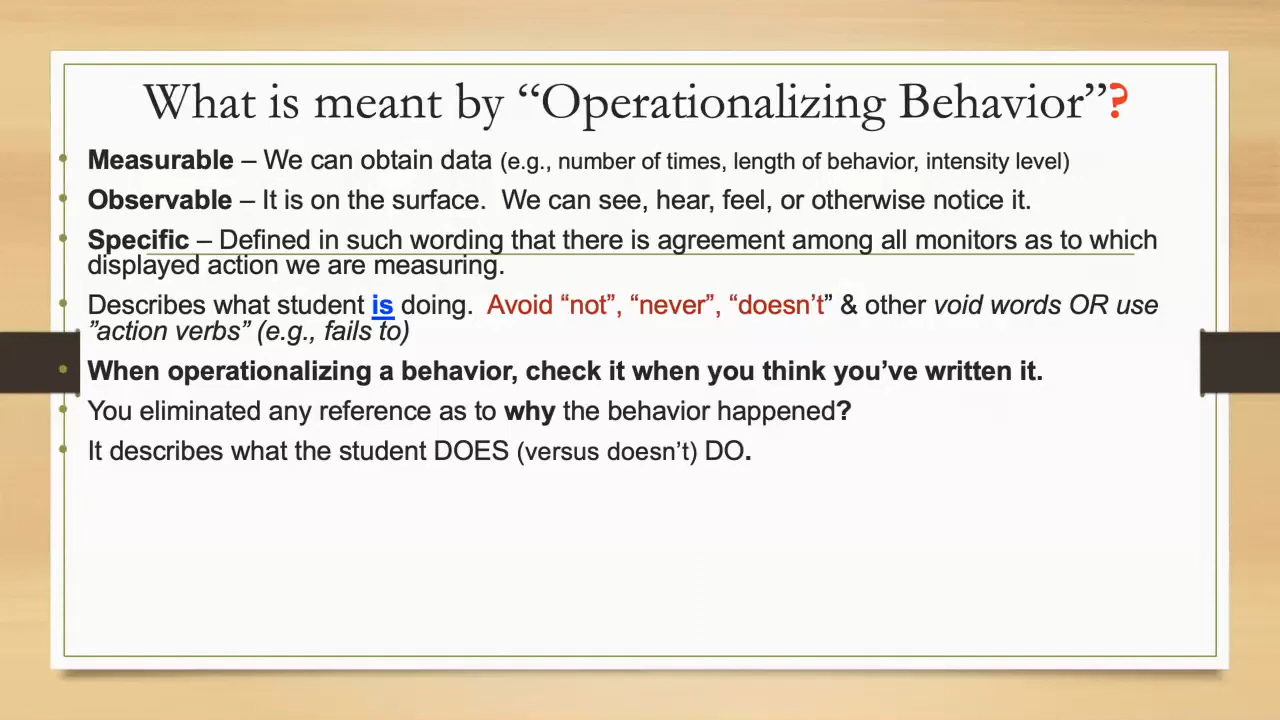 What is meant by “Operationalizing Behavior”?
• Measurable – We can obtain data (e.g., number of times, length of behavior, intensity level)
• Observable – It is on the surface.  We can see, hear, feel, or otherwise notice it.
• Specific – Defined in such wording that there is agreement among all monitors as to which
displayed action we are measuring.
• Describes what student is doing.  Avoid “not”, “never”, “doesn’t” & other void words OR use
”action verbs” (e.g., fails to)
• When operationalizing a behavior, check it when you think you’ve written it.
• You eliminated any reference as to why the behavior happened?
• It describes what the student DOES (versus doesn’t) DO.